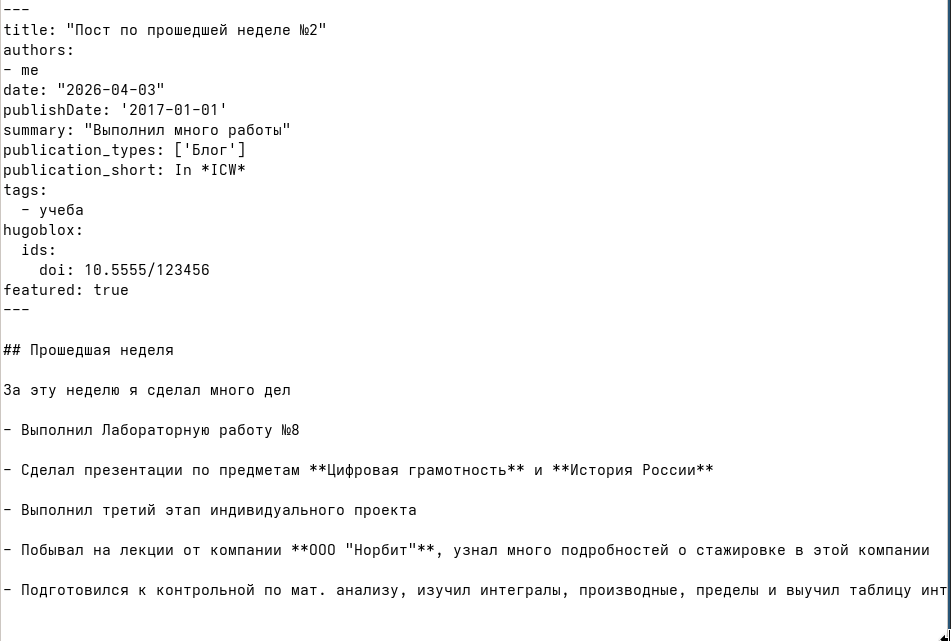 ---
title: "Пост по прошедшей неделе №2"
authors:
- me
date: "2026-04-03"
publishDate: '2017-01-01'
summary: "Выполнил много работы"
publication_types: ['Блог']
publication_short: In *ICW*
tags:
  - учеба
hugoblox:
  ids:
    doi: 10.5555/123456
featured: true
---
## Прошедшая неделя
За эту неделю я сделал много дел
- Выполнил Лабораторную работу №8
- Сделал презентации по предметам **Цифровая грамотность** и **История России**
- Выполнил третий этап индивидуального проекта
- Побывал на лекции от компании **ООО "Норбит"**, узнал много подробностей о стажировке в этой компании
- Подготовился к контрольной по мат. анализу, изучил интегралы, производные, пределы и выучил таблицу инт